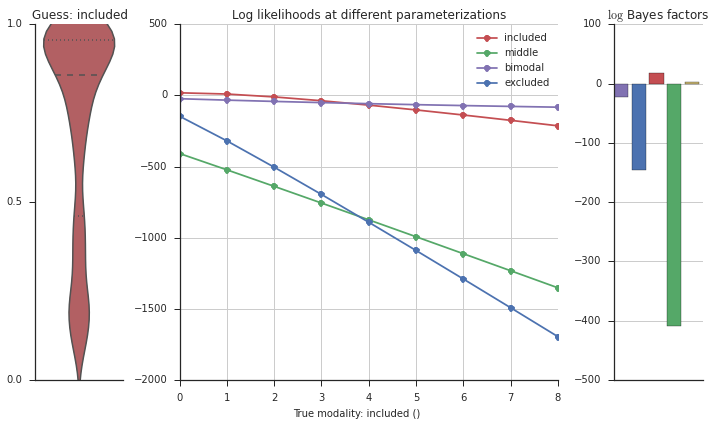 Guess: included
1.0
0.5
0.0
Log likelihoods at different parameterizations
500
0
−500
−1000
−1500
−2000
0 1 2 3 4 5 6 7 8
True modality: included ()
included
middle
bimodal
excluded
log Bayes factors
100
0
−100
−200
−300
−400
−500